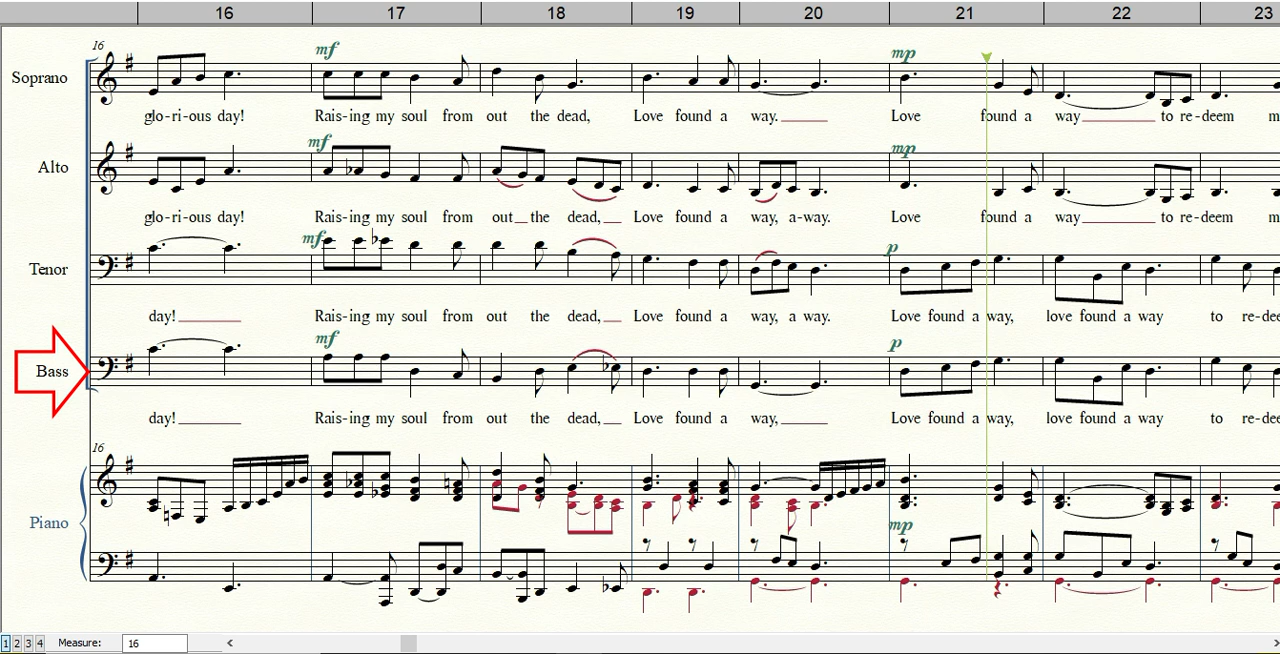 16 17 18 19 20 21 22 23
16
mf mp
Soprano
glo-ri-ous day! Rais-ing my soul from out the dead, Love found a way. Love found a way to re-deem m
mf mp
Alto
glo-ri-ous day! Rais-ing my soul from out the dead, Love found a way, a-way. Love found a way to re-deem m
mf p
Tenor
day! Rais-ing my soul from out the dead, Love found a way, a way. Love found a way, love found a way to re-dee
mf p
Bass
day! Rais-ing my soul from out the dead, Love found a way, Love found a way, love found a way to re-dee
16
Piano
mp
1 2 3 4 Measure: 16